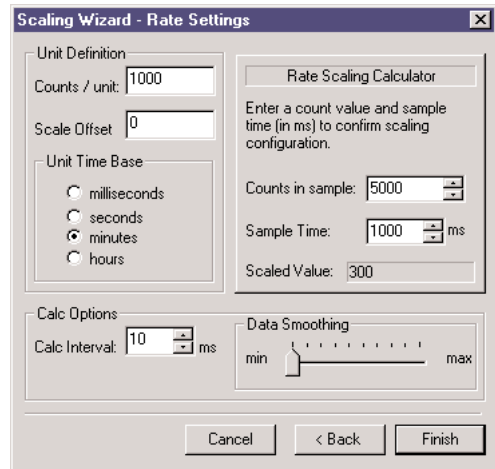 Scaling Wizard - Rate Settings
Unit Definition
Counts / unit: 1000
Scale Offset 0
Unit Time Base
milliseconds
seconds
minutes
hours
Rate Scaling Calculator
Enter a count value and sample
time (in ms) to confirm scaling
configuration.
Counts in sample: 5000
Sample Time: 1000 ms
Scaled Value: 300
Calc Options
Calc Interval: 10 ms
Data Smoothing
min max
Cancel < Back Finish